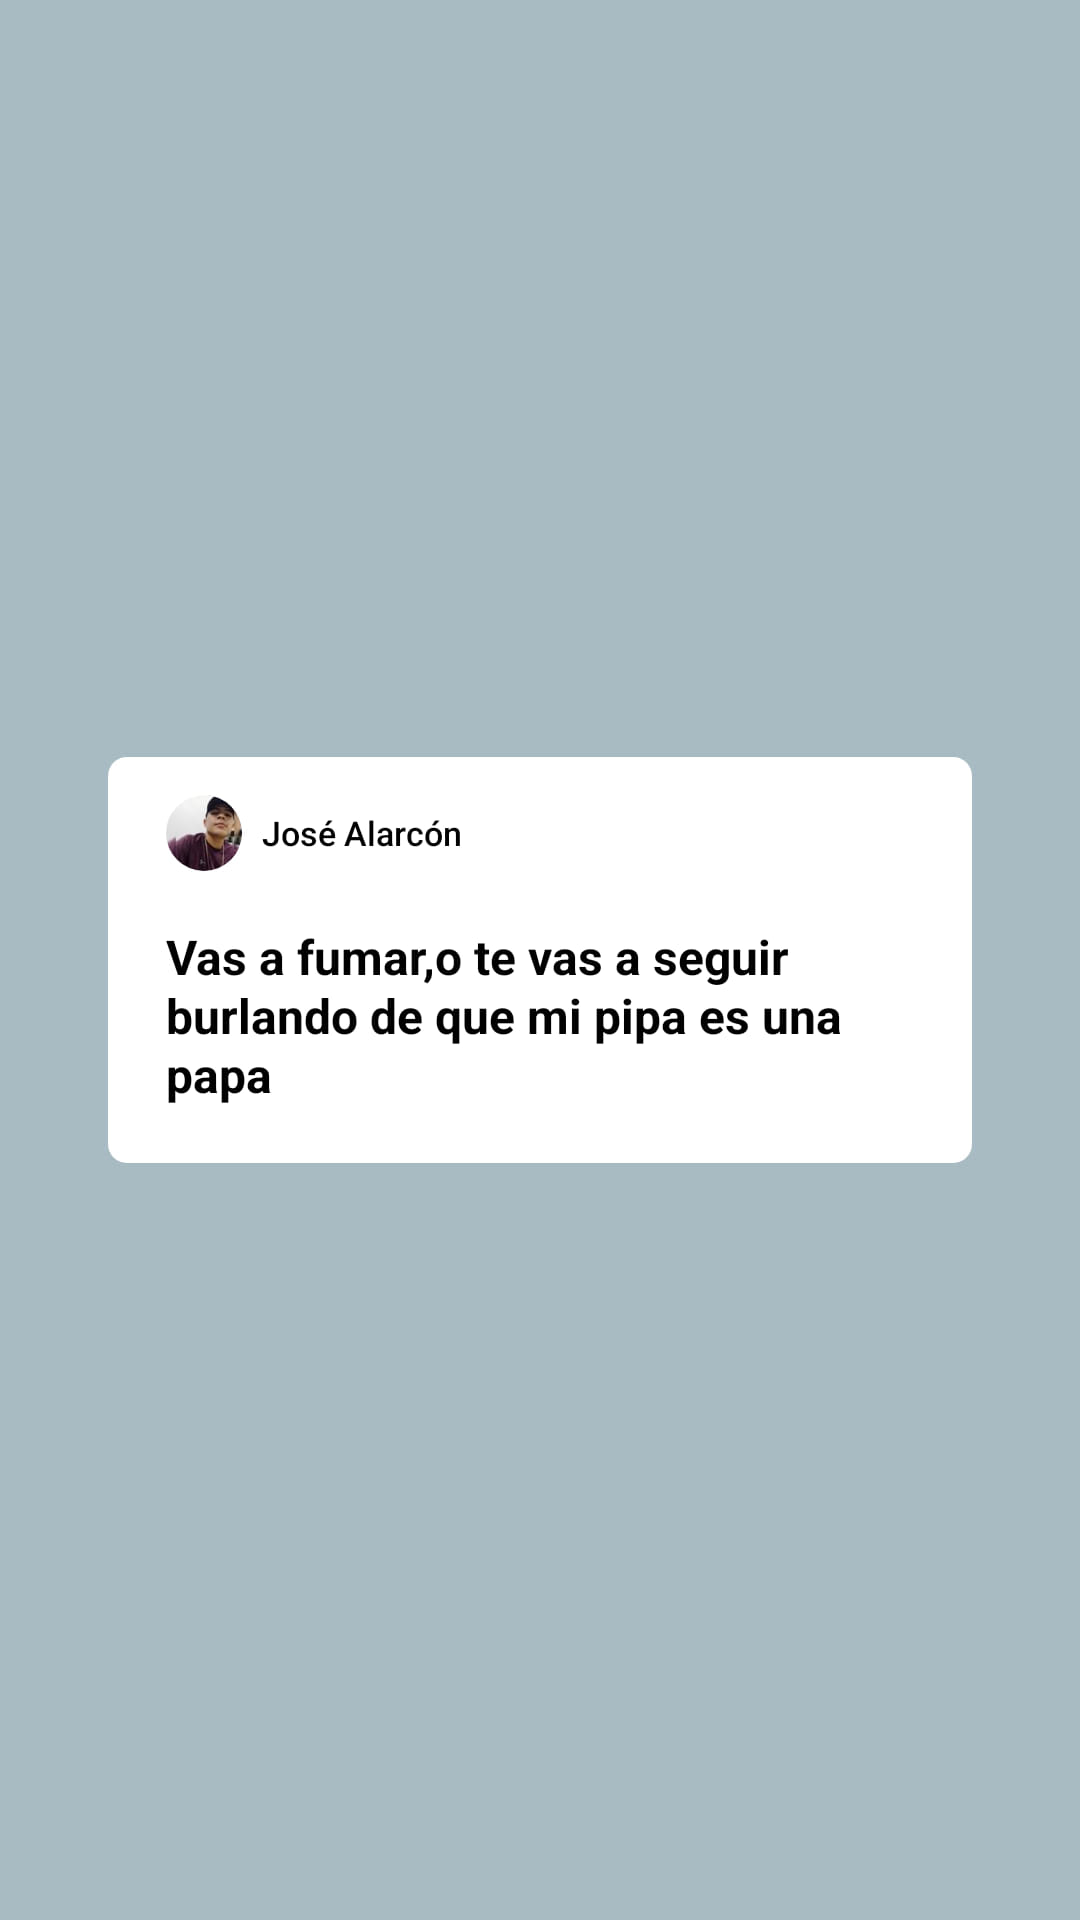 José Alarcón
Vas a fumar,o te vas a seguir
burlando de que mi pipa es una
papa